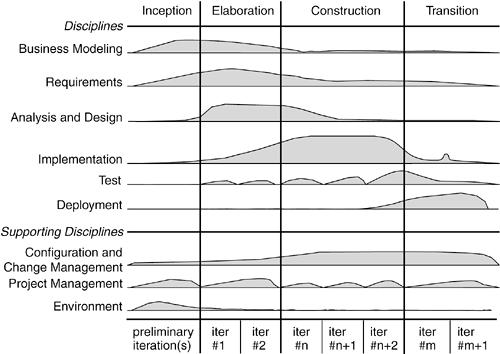 Inception Elaboration Construction Transition
Disciplines
Business Modeling
Requirements
Analysis and Design
Implementation
Test
Deployment
Supporting Disciplines
Configuration and
Change Management
Project Management
Environment
preliminary iter iter iter iter iter iter iter
iteration(s) #1 #2 #n #n+1 #n+2 #m #m+1